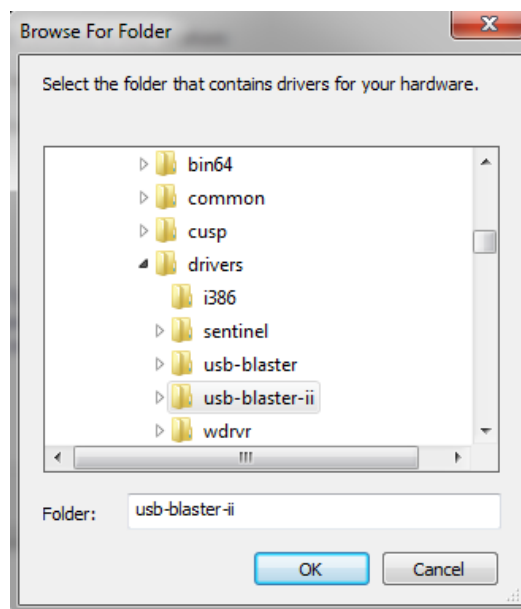 Browse For Folder
Select the folder that contains drivers for your hardware.
bin64
common
cusp
drivers
i386
sentinel
usb-blaster
usb-blaster-ii
wdrvr
Folder: usb-blaster-ii
OK Cancel